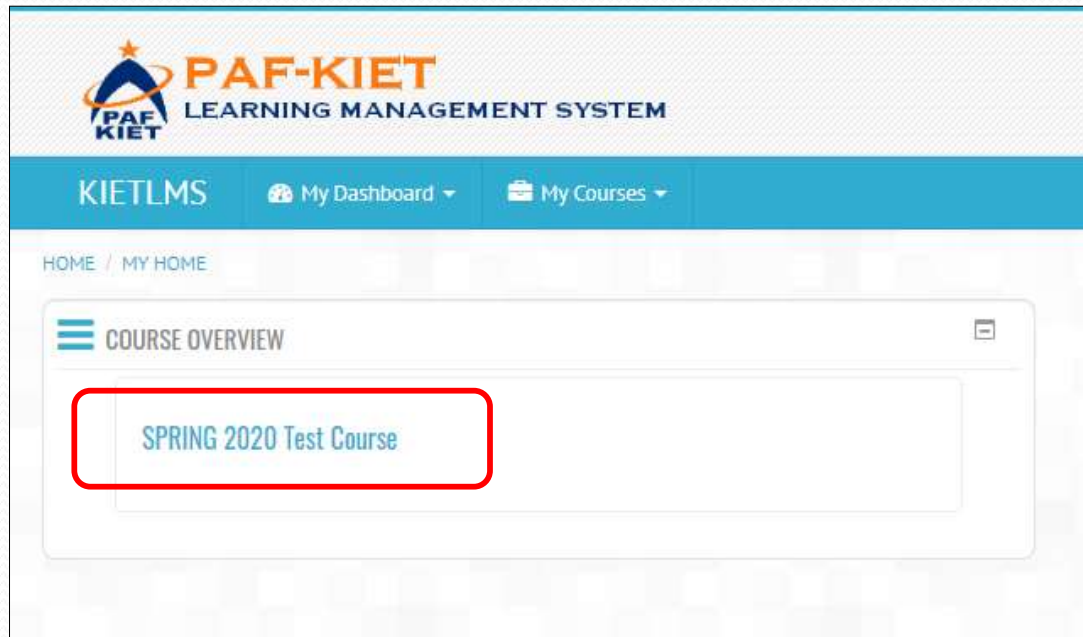 PAF-KIET
LEARNING MANAGEMENT SYSTEM
PAF
KIET
KIETLMS My Dashboard My Courses
HOME / MY HOME
COURSE OVERVIEW
SPRING 2020 Test Course